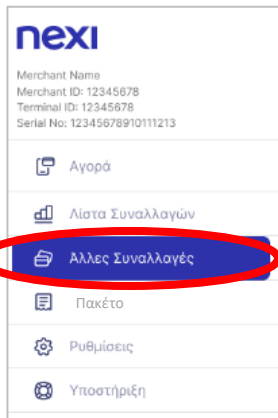 nexi
Merchant Name
Merchant ID: 12345678
Terminal ID: 12345678
Serial No: 12345678910111213
Αγορά
Λίστα Συναλλαγών
Άλλες Συναλλαγές
Πακέτο
Ρυθμίσεις
Υποστήριξη